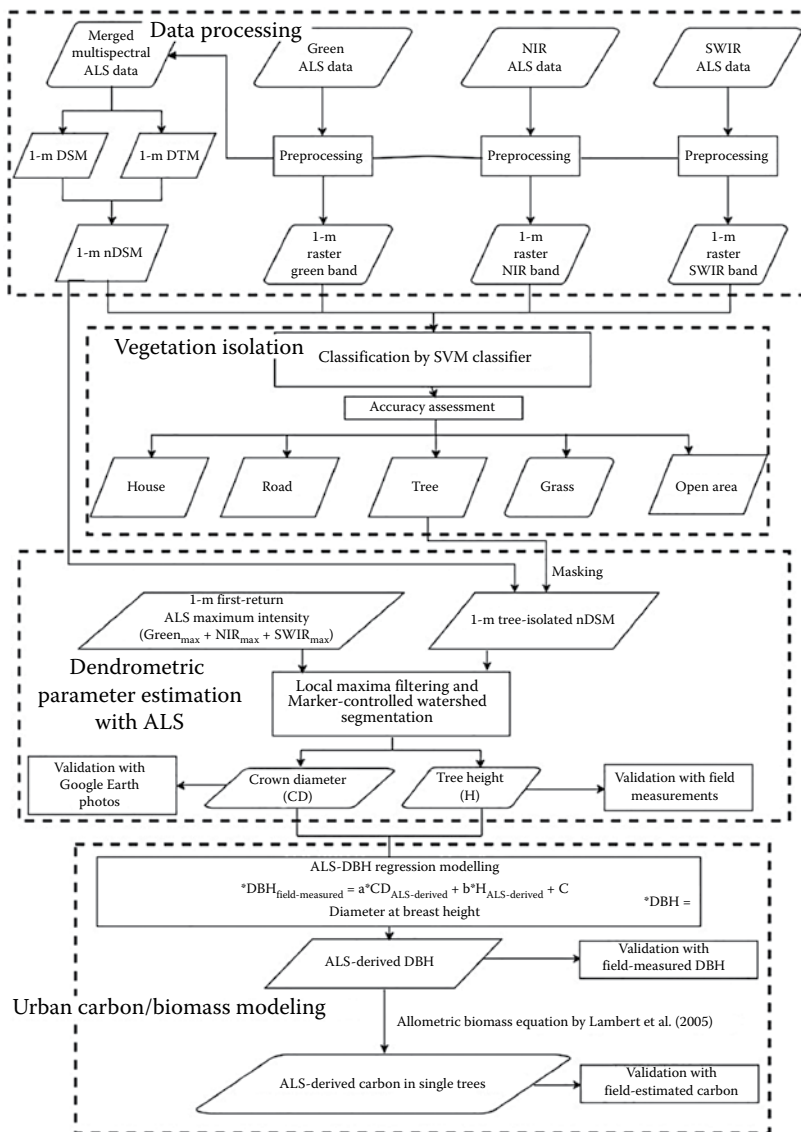 Data processing
Merged
multispectral
ALS data
Green
ALS data
NIR
ALS data
SWIR
ALS data
1-m DSM
1-m DTM
Preprocessing
Preprocessing
Preprocessing
1-m nDSM
1-m
raster
green band
1-m
raster
NIR band
1-m
raster
SWIR band
Vegetation isolation
Classification by SVM classifier
Accuracy assessment
House
Road
Tree
Grass
Open area
Masking
1-m first-return
ALS maximum intensity
(Green_max + NIR_max + SWIR_max)
1-m tree-isolated nDSM
Dendrometric
parameter estimation
with ALS
Local maxima filtering and
Marker-controlled watershed
segmentation
Validation with
Google Earth
photos
Crown diameter
(CD)
Tree height
(H)
Validation with field
measurements
ALS-DBH regression modelling
*DBH_field-measured = a*CD_ALS-derived + b*H_ALS-derived + C
*DBH =
Diameter at breast height
ALS-derived DBH
Validation with
field-measured DBH
Urban carbon/biomass modeling
Allometric biomass equation by Lambert et al. (2005)
ALS-derived carbon in single trees
Validation with
field-estimated carbon